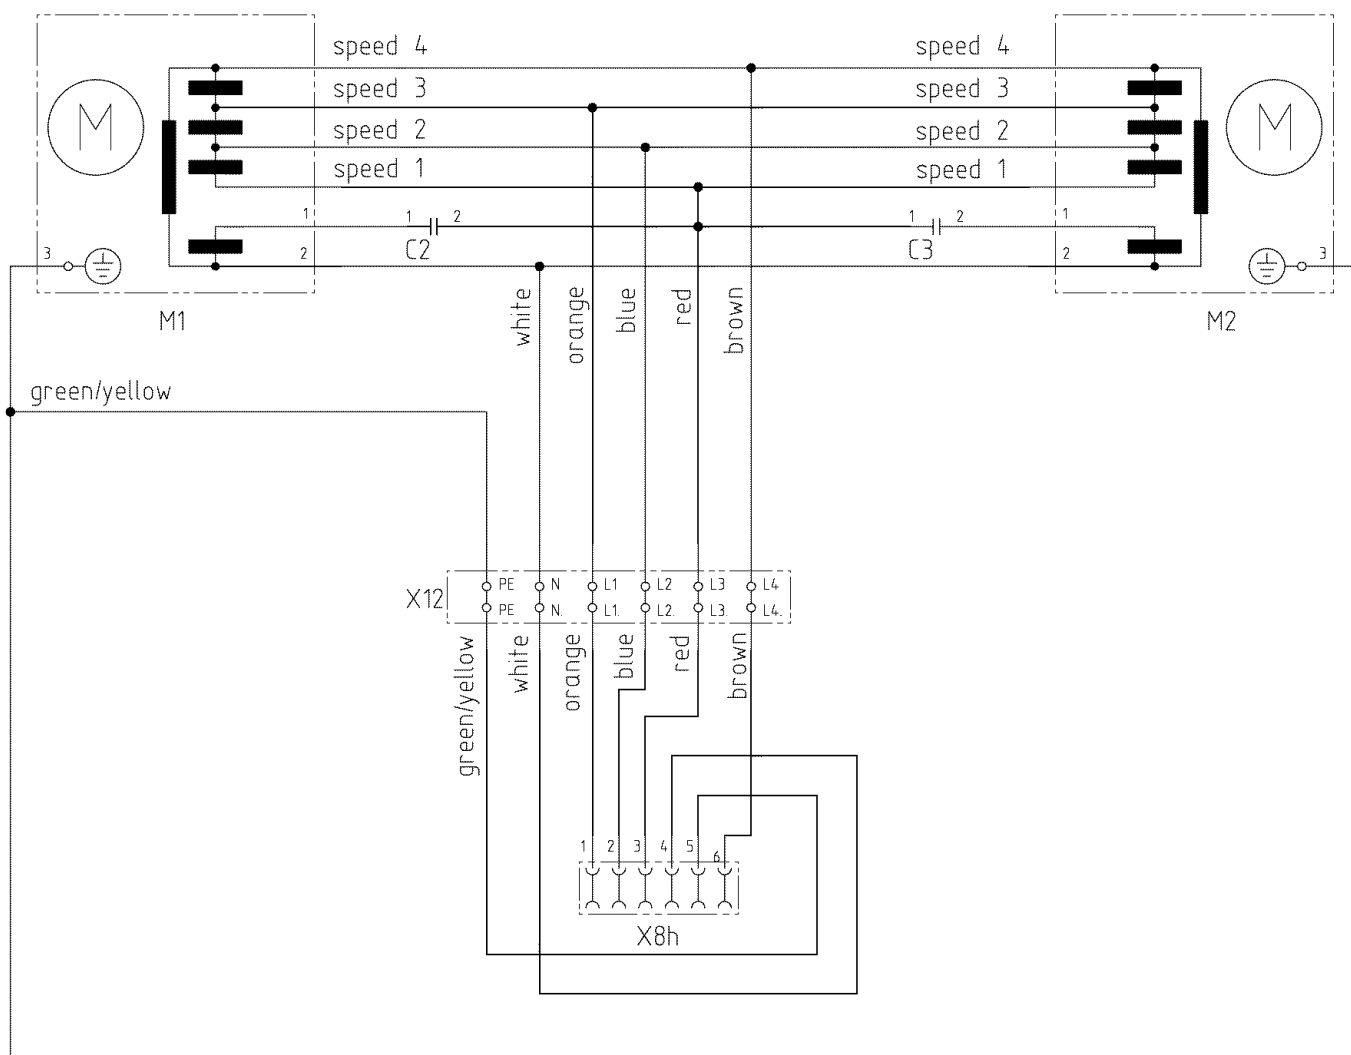 speed 4 speed 4
speed 3 speed 3
M M
speed 2 speed 2
speed 1 speed 1
1 1 2 1 2 1
3 2 C2 C3 2 3
white orange blue red brown
M1 M2
green/yellow
PE N L1 L2 L3 L4
X12
PE N. L1. L2. L3. L4.
green/yellow white orange blue red brown
1 2 3 4 5 6
X8h